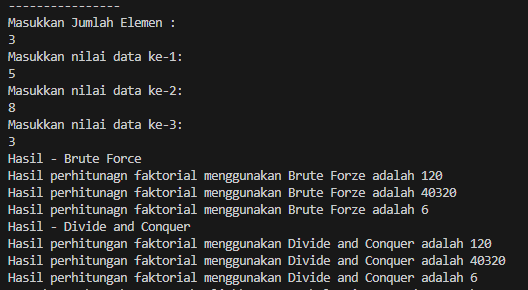 ----------------
Masukkan Jumlah Elemen :
3
Masukkan nilai data ke-1:
5
Masukkan nilai data ke-2:
8
Masukkan nilai data ke-3:
3
Hasil - Brute Force
Hasil perhitunagn faktorial menggunakan Brute Forze adalah 120
Hasil perhitunagn faktorial menggunakan Brute Forze adalah 40320
Hasil perhitunagn faktorial menggunakan Brute Forze adalah 6
Hasil - Divide and Conquer
Hasil perhitungan faktorial menggunakan Divide and Conquer adalah 120
Hasil perhitungan faktorial menggunakan Divide and Conquer adalah 40320
Hasil perhitungan faktorial menggunakan Divide and Conquer adalah 6